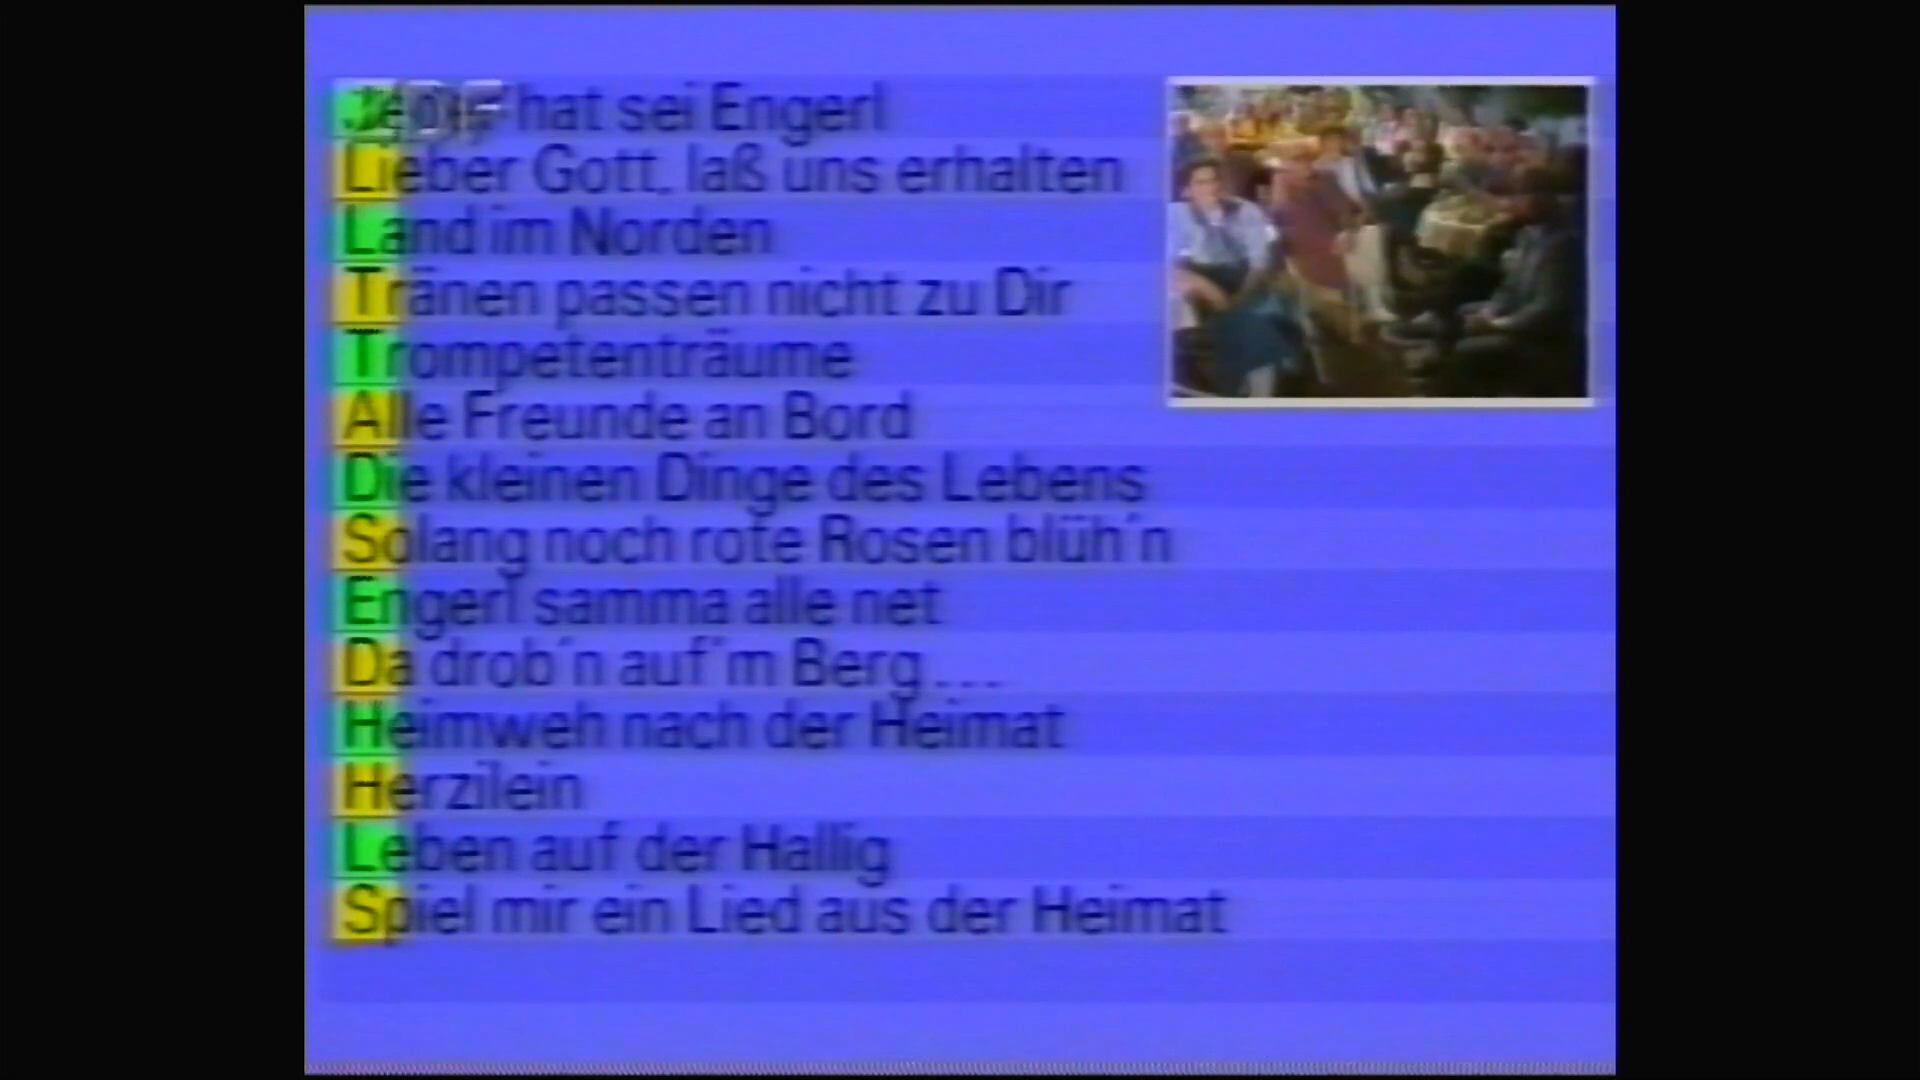 Jeder hat sei Engerl
Lieber Gott, laß uns erhalten
Land im Norden
Tränen passen nicht zu Dir
Trompetenträume
Alle Freunde an Bord
Die kleinen Dinge des Lebens
Solang noch rote Rosen blüh´n
Engerl samma alle net
Da drob´n auf´m Berg...
Heimweh nach der Heimat
Herzilein
Leben auf der Hallig
Spiel mir ein Lied aus der Heimat